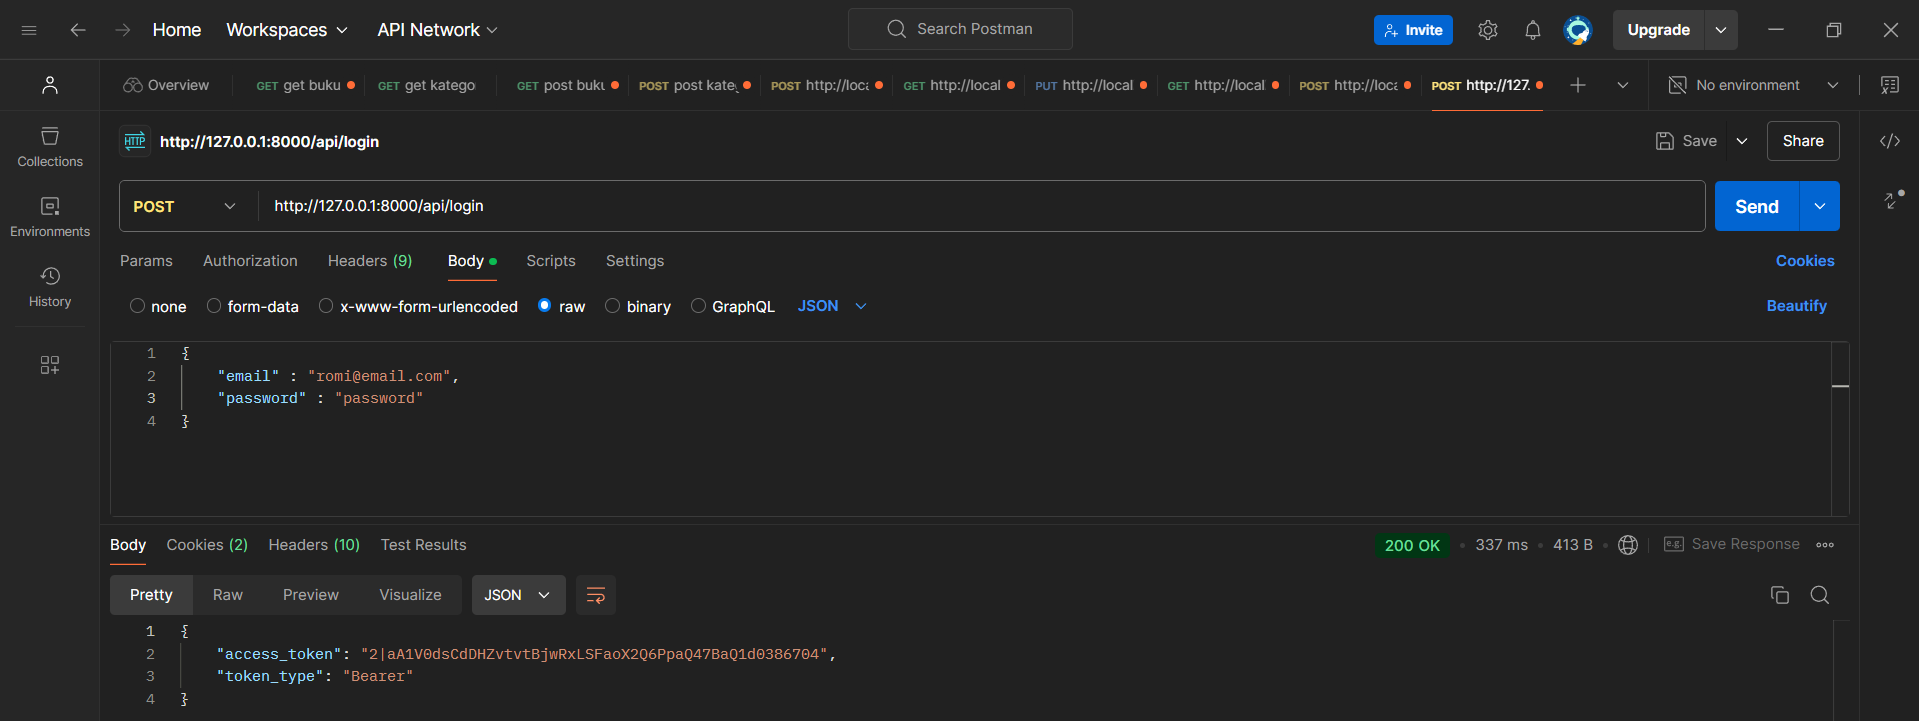 Home Workspaces API Network Search Postman Invite Upgrade
Overview GET get buku GET get katego POST post buku POST post kate POST http://loca GET http://local PUT http://local GET http://local POST http://loca POST http://127. No environment
HTTP http://127.0.0.1:8000/api/login Save Share
Collections
POST http://127.0.0.1:8000/api/login Send
Environments
Params Authorization Headers (9) Body Scripts Settings Cookies
History
none form-data x-www-form-urlencoded raw binary GraphQL JSON Beautify
1 {
2 "email" : "romi@email.com",
3 "password" : "password"
4 }
Body Cookies (2) Headers (10) Test Results 200 OK 337 ms 413 B e.g. Save Response
Pretty Raw Preview Visualize JSON
1 {
2 "access_token": "2|aA1V0dsCdDHZvtvtBjwRxLSFaoX2Q6PpaQ47BaQ1d0386704",
3 "token_type": "Bearer"
4 }